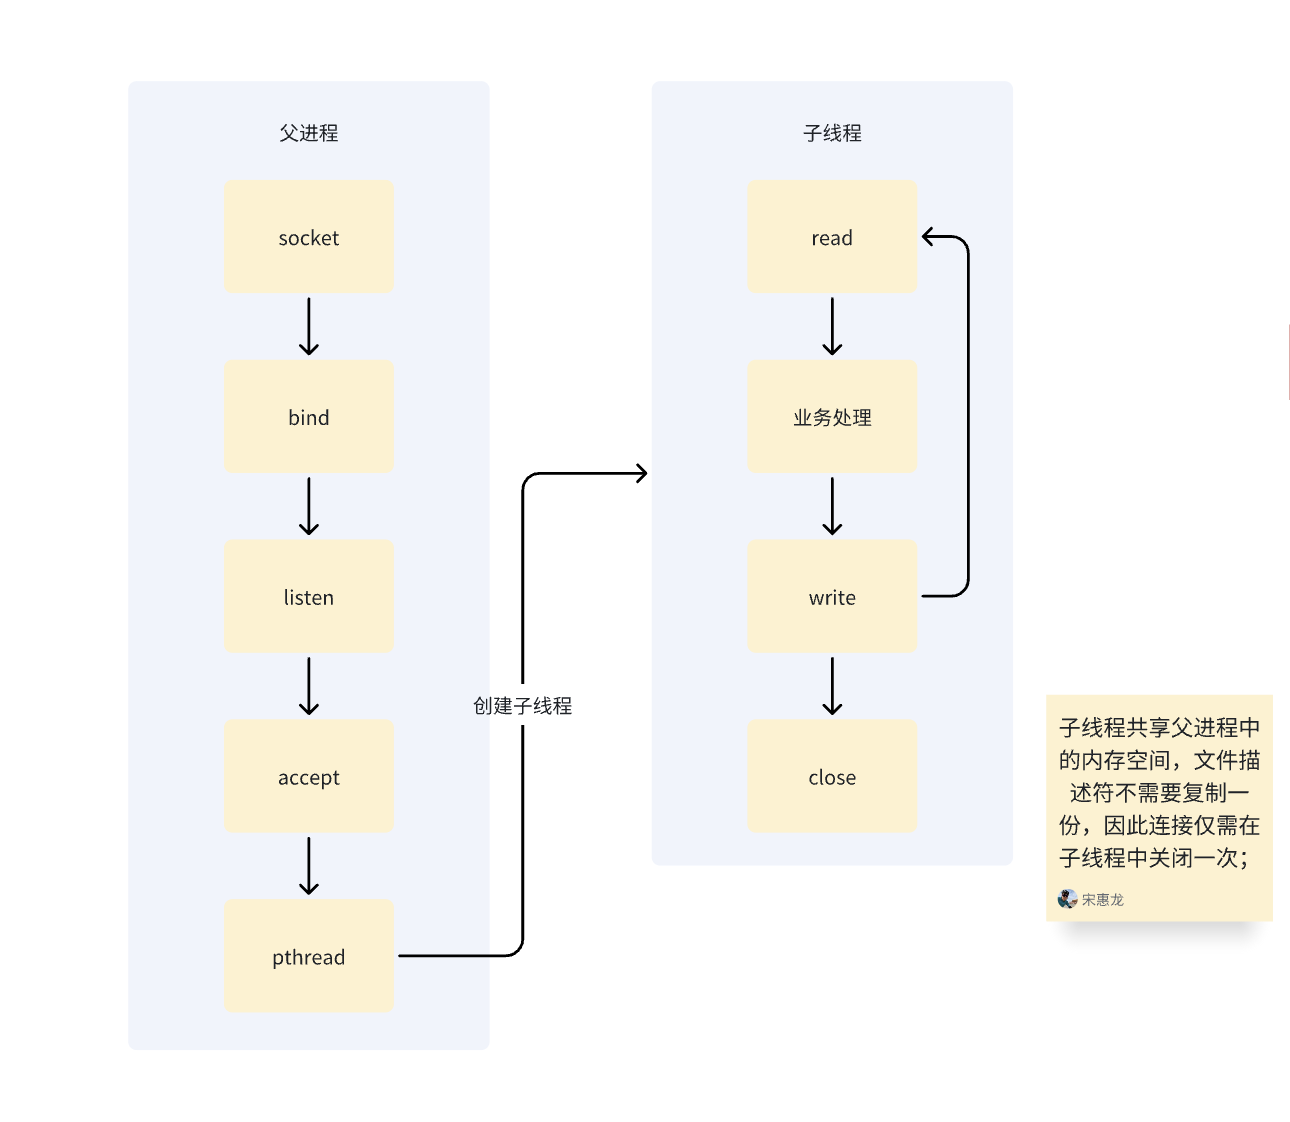 父进程
socket
bind
listen
accept
pthread
创建子线程
子线程
read
业务处理
write
close
子线程共享父进程中
的内存空间，文件描
述符不需要复制一
份，因此连接仅需在
子线程中关闭一次；
宋惠龙